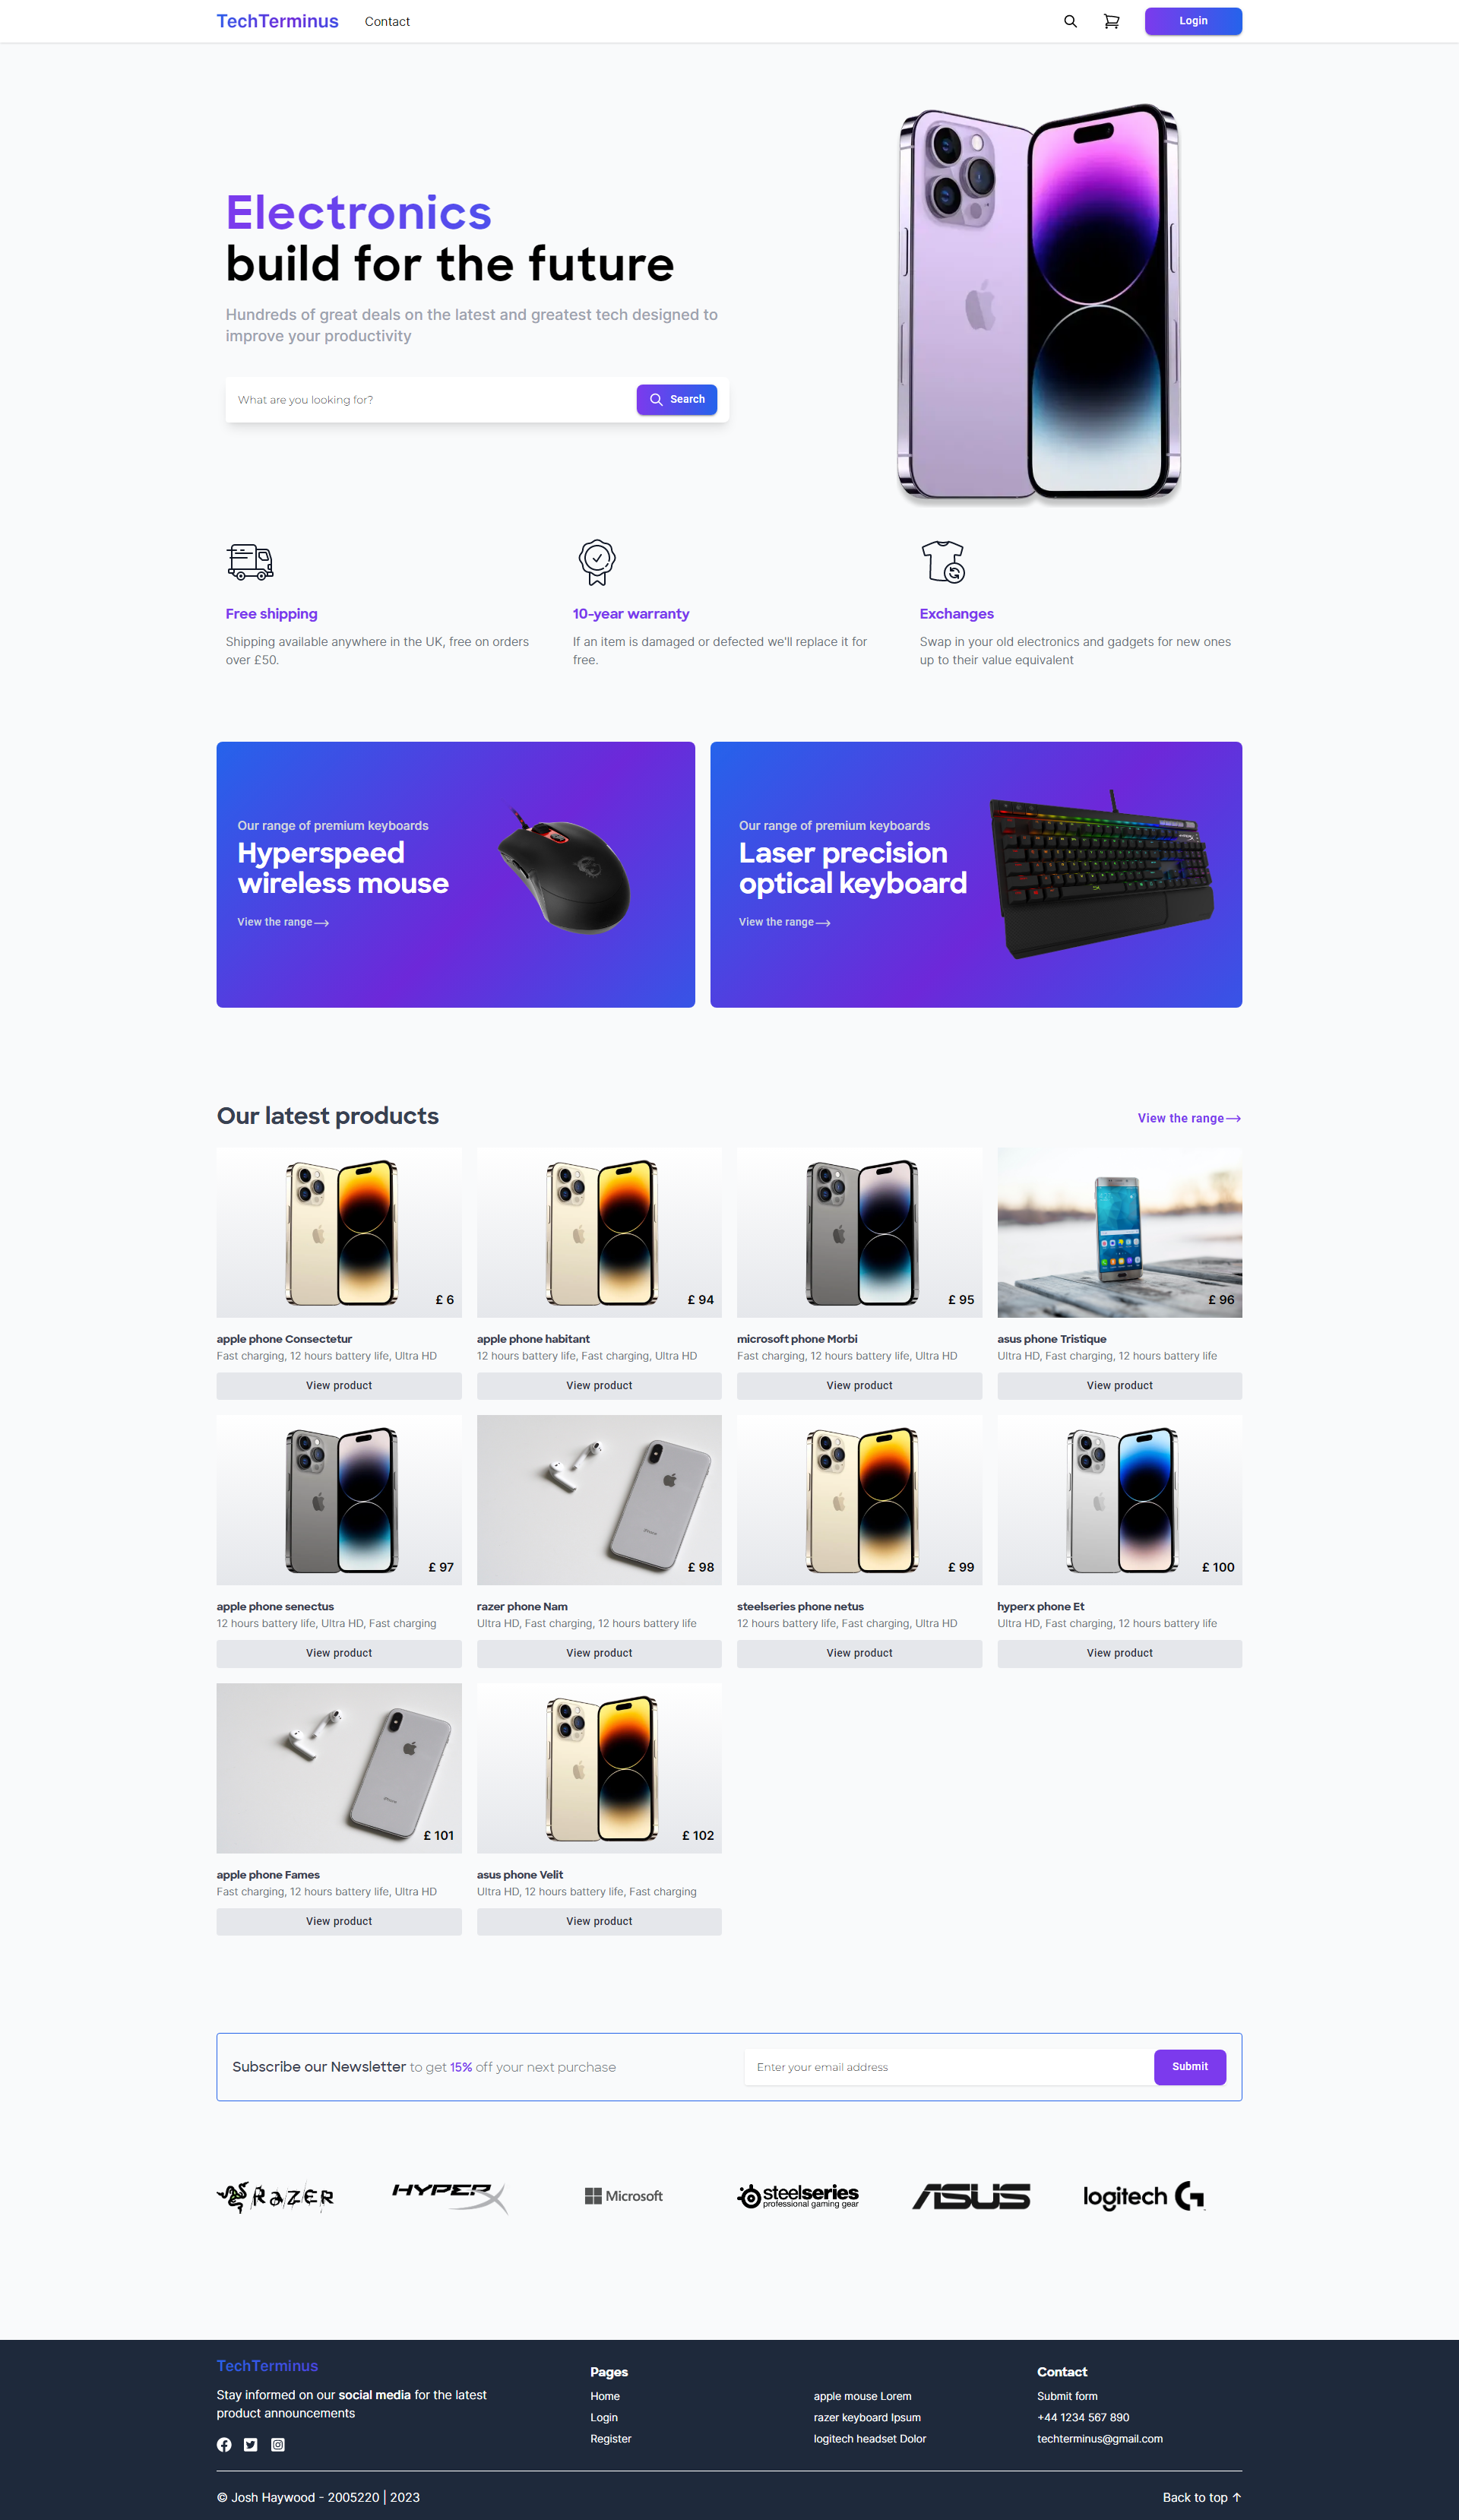 TechTerminus
Contact
Login
Electronics
build for the future
Hundreds of great deals on the latest and greatest tech designed to
improve your productivity
What are you looking for?
Search
Free shipping
Shipping available anywhere in the UK, free on orders
over £50.
10-year warranty
If an item is damaged or defected we'll replace it for
free.
Exchanges
Swap in your old electronics and gadgets for new ones
up to their value equivalent
Our range of premium keyboards
Hyperspeed
wireless mouse
View the range
Our range of premium keyboards
Laser precision
optical keyboard
View the range
Our latest products
View the range
£ 6
apple phone Consectetur
Fast charging, 12 hours battery life, Ultra HD
View product
£ 94
apple phone habitant
12 hours battery life, Fast charging, Ultra HD
View product
£ 95
microsoft phone Morbi
Fast charging, 12 hours battery life, Ultra HD
View product
£ 96
asus phone Tristique
Ultra HD, Fast charging, 12 hours battery life
View product
£ 97
apple phone senectus
12 hours battery life, Ultra HD, Fast charging
View product
£ 98
razer phone Nam
Ultra HD, Fast charging, 12 hours battery life
View product
£ 99
steelseries phone netus
12 hours battery life, Fast charging, Ultra HD
View product
£ 100
hyperx phone Et
Ultra HD, Fast charging, 12 hours battery life
View product
£ 101
apple phone Fames
Fast charging, 12 hours battery life, Ultra HD
View product
£ 102
asus phone Velit
Ultra HD, 12 hours battery life, Fast charging
View product
Subscribe our Newsletter to get 15% off your next purchase
Enter your email address
Submit
RAZER
HYPERX
Microsoft
steelseries
professional gaming gear
ASUS
logitech G
TechTerminus
Stay informed on our social media for the latest
product announcements
Pages
Home
Login
Register
apple mouse Lorem
razer keyboard Ipsum
logitech headset Dolor
Contact
Submit form
+44 1234 567 890
techterminus@gmail.com
© Josh Haywood - 2005220 | 2023
Back to top ↑